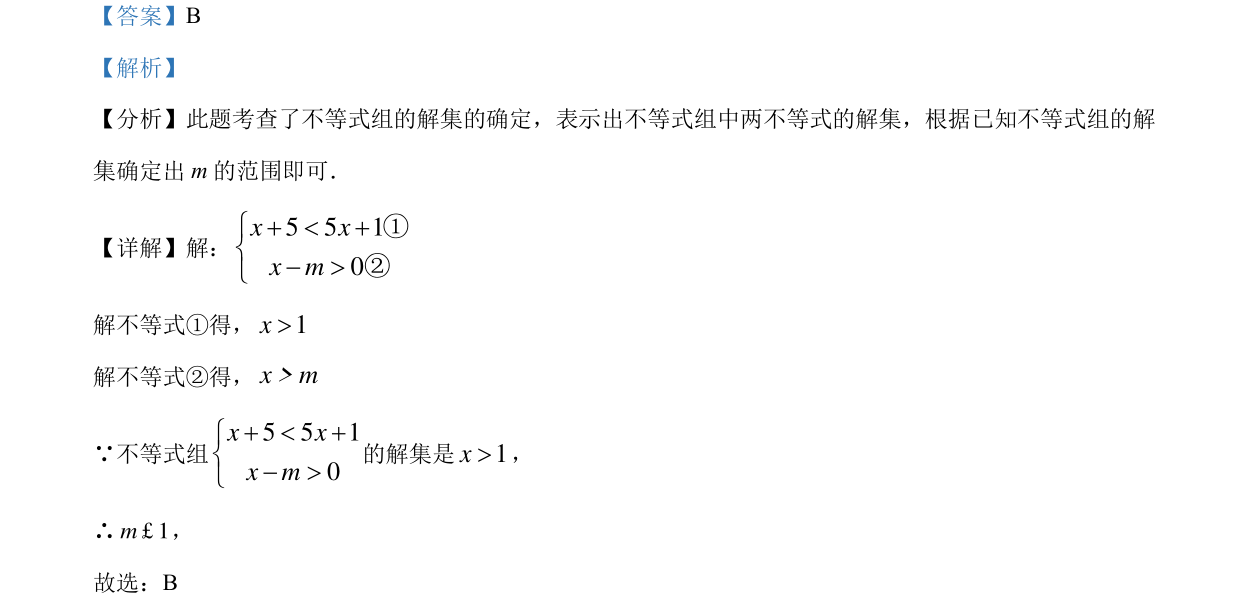 【答案】B
【解析】
【分析】此题考查了不等式组的解集的确定，表示出不等式组中两不等式的解集，根据已知不等式组的解
集确定出 m 的范围即可．
【详解】解：{x+5<5x+1①
x−m>0②
解不等式①得，x>1
解不等式②得，x>m
∵不等式组{x+5<5x+1
x−m>0 的解集是 x>1，
∴ m£1，
故选：B